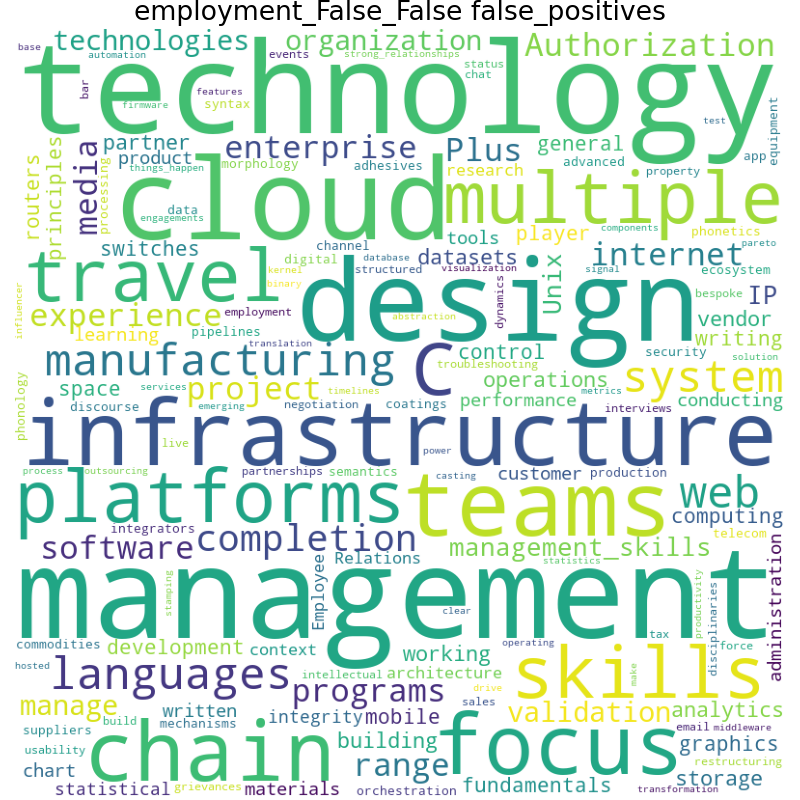 employment_False_False false_positives
base
technologies
organization
Authorization
automation
events
strong_relationships
status
chat
technology
bar
features
firmware
syntax
test
equipment
routers
principles
media
partner
product
things_happen
processing
enterprise
morphology
adhesives
Plus
research
general
advanced
property
app
cloud
multiple
data
engagements
components
phonetics
pareto
switches
channel
tools
player
datasets
internet
travel
digital
kernel
binary
database
structured
visualization
dynamics
Unix
signal
ecosystem
bespoke
IP
design
influencer
experience
employment
abstraction
vendor
learning
pipelines
translation
writing
manufacturing
C
control
troubleshooting
security
solution
space
services
project
timelines
operations
performance
metrics
system
conducting
phonology
discourse
emerging
negotiation
coatings
interviews
infrastructure
live
power
process
outsourcing
partnerships
semantics
casting
customer
production
platforms
teams
web
integrators
computing
software
completion
management_skills
telecom
stamping
Employee
Relations
statistics
productivity
disciplinaries
administration
management
clear
tax
commodities
development
context
working
operating
force
hosted
languages
intellectual
architecture
drive
skills
make
programs
manage
written
mechanisms
integrity
mobile
sales
validation
analytics
suppliers
build
email
middleware
usability
chain
building
focus
graphics
restructuring
chart
range
storage
statistical
grievances
materials
orchestration
fundamentals
transformation